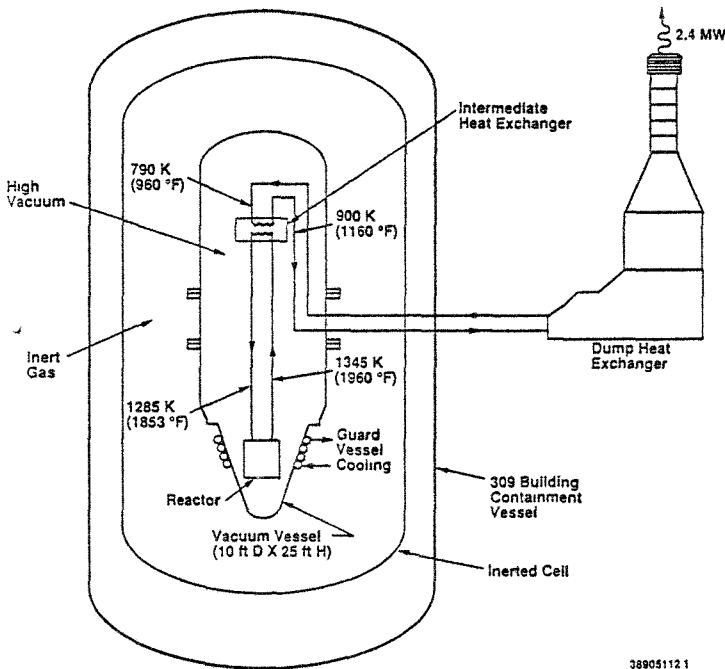 2.4 MW
Intermediate
Heat Exchanger
790 K
(960 °F)
High
Vacuum
900 K
(1160 °F)
Inert
Gas
Dump Heat
Exchanger
1345 K
(1960 °F)
1285 K
(1853 °F)
Guard
Vessel
Cooling
Reactor
309 Building
Containment
Vessel
Vacuum Vessel
(10 ft D X 25 ft H)
Inerted Cell
38905112 1